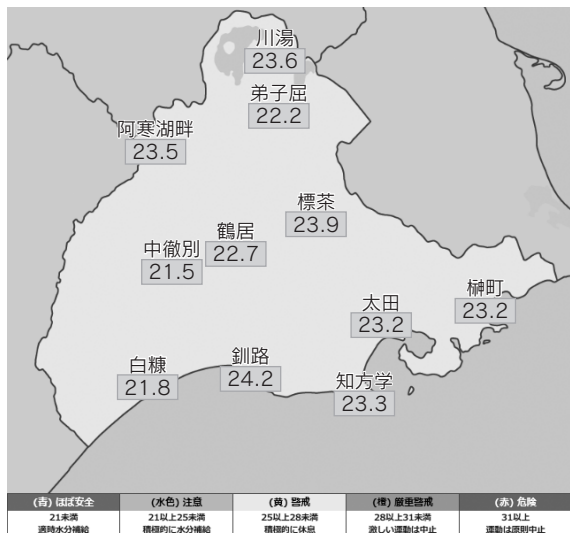 川湯
23.6
弟子屈
22.2
阿寒湖畔
23.5
標茶
23.9
鶴居
22.7
中徹別
21.5
榊町
23.2
太田
23.2
釧路
24.2
白糠
21.8
知方学
23.3
(青) ほぼ安全 (水色) 注意 (黄) 警戒 (橙) 厳重警戒 (赤) 危険
21未満 21以上25未満 25以上28未満 28以上31未満 31以上
適時水分補給 積極的に水分補給 積極的に休息 激しい運動は中止 運動は原則中止